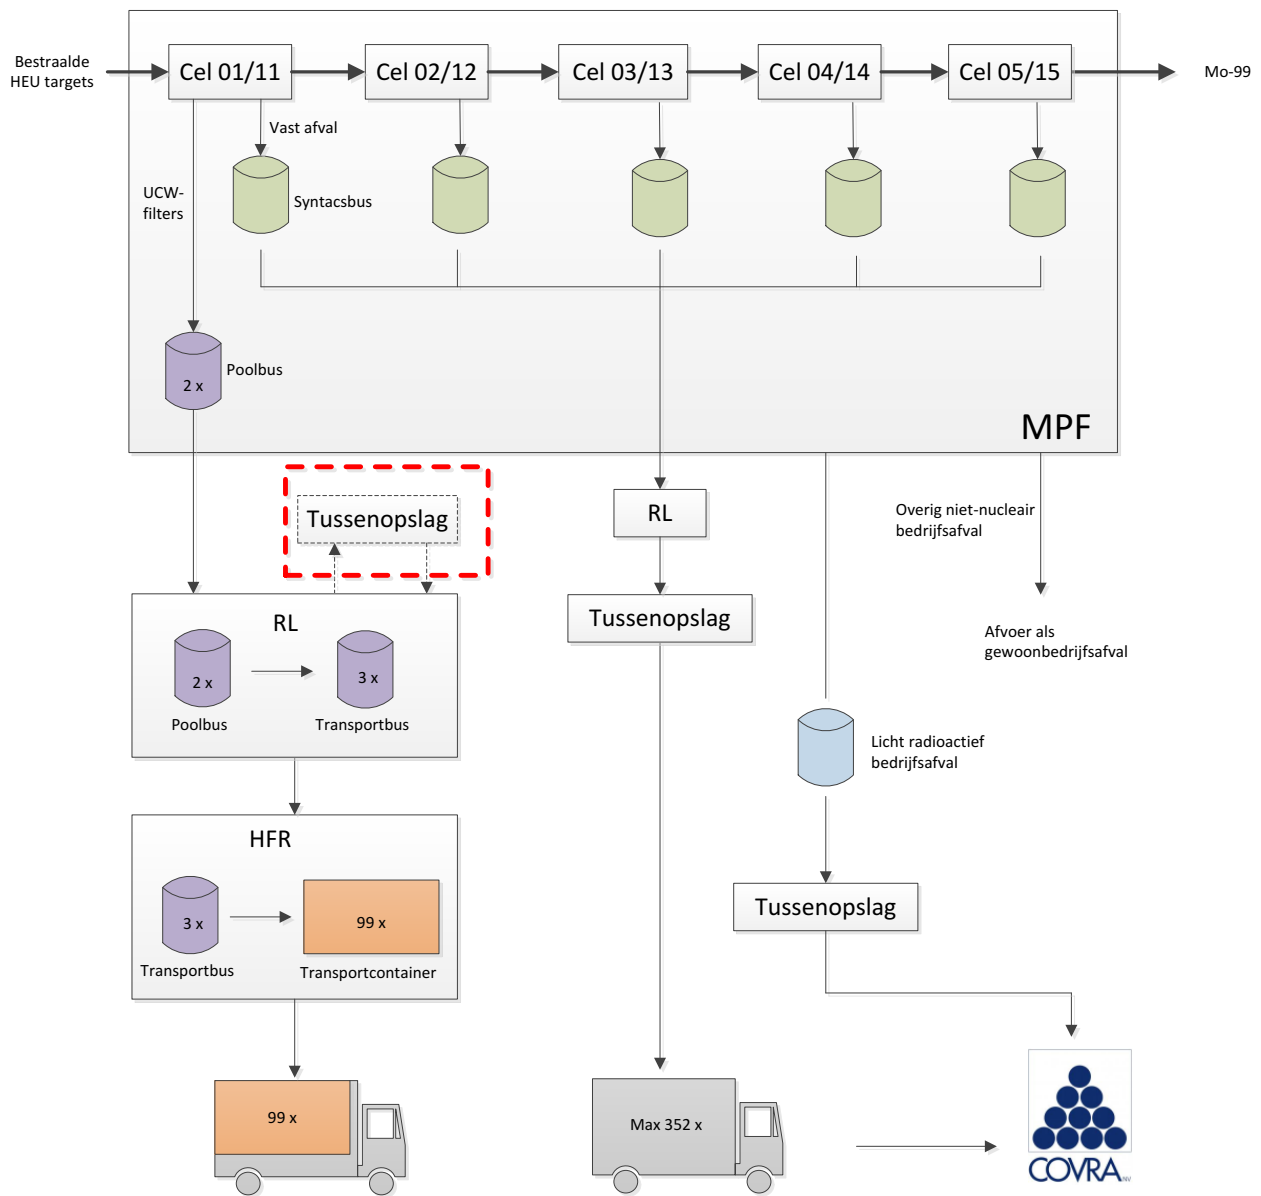 Bestraalde
HEU targets
Cel 01/11
Cel 02/12
Cel 03/13
Cel 04/14
Cel 05/15
Mo-99
Vast afval
UCW-
filters
Syntacsbus
Poolbus
2 x
MPF
Tussenopslag
RL
Overig niet-nucleair
bedrijfsafval
RL
Tussenopslag
Afvoer als
gewoonbedrijfsafval
2 x
3 x
Poolbus
Transportbus
Licht radioactief
bedrijfsafval
HFR
3 x
99 x
Transportbus
Transportcontainer
Tussenopslag
99 x
Max 352 x
COVRA NV